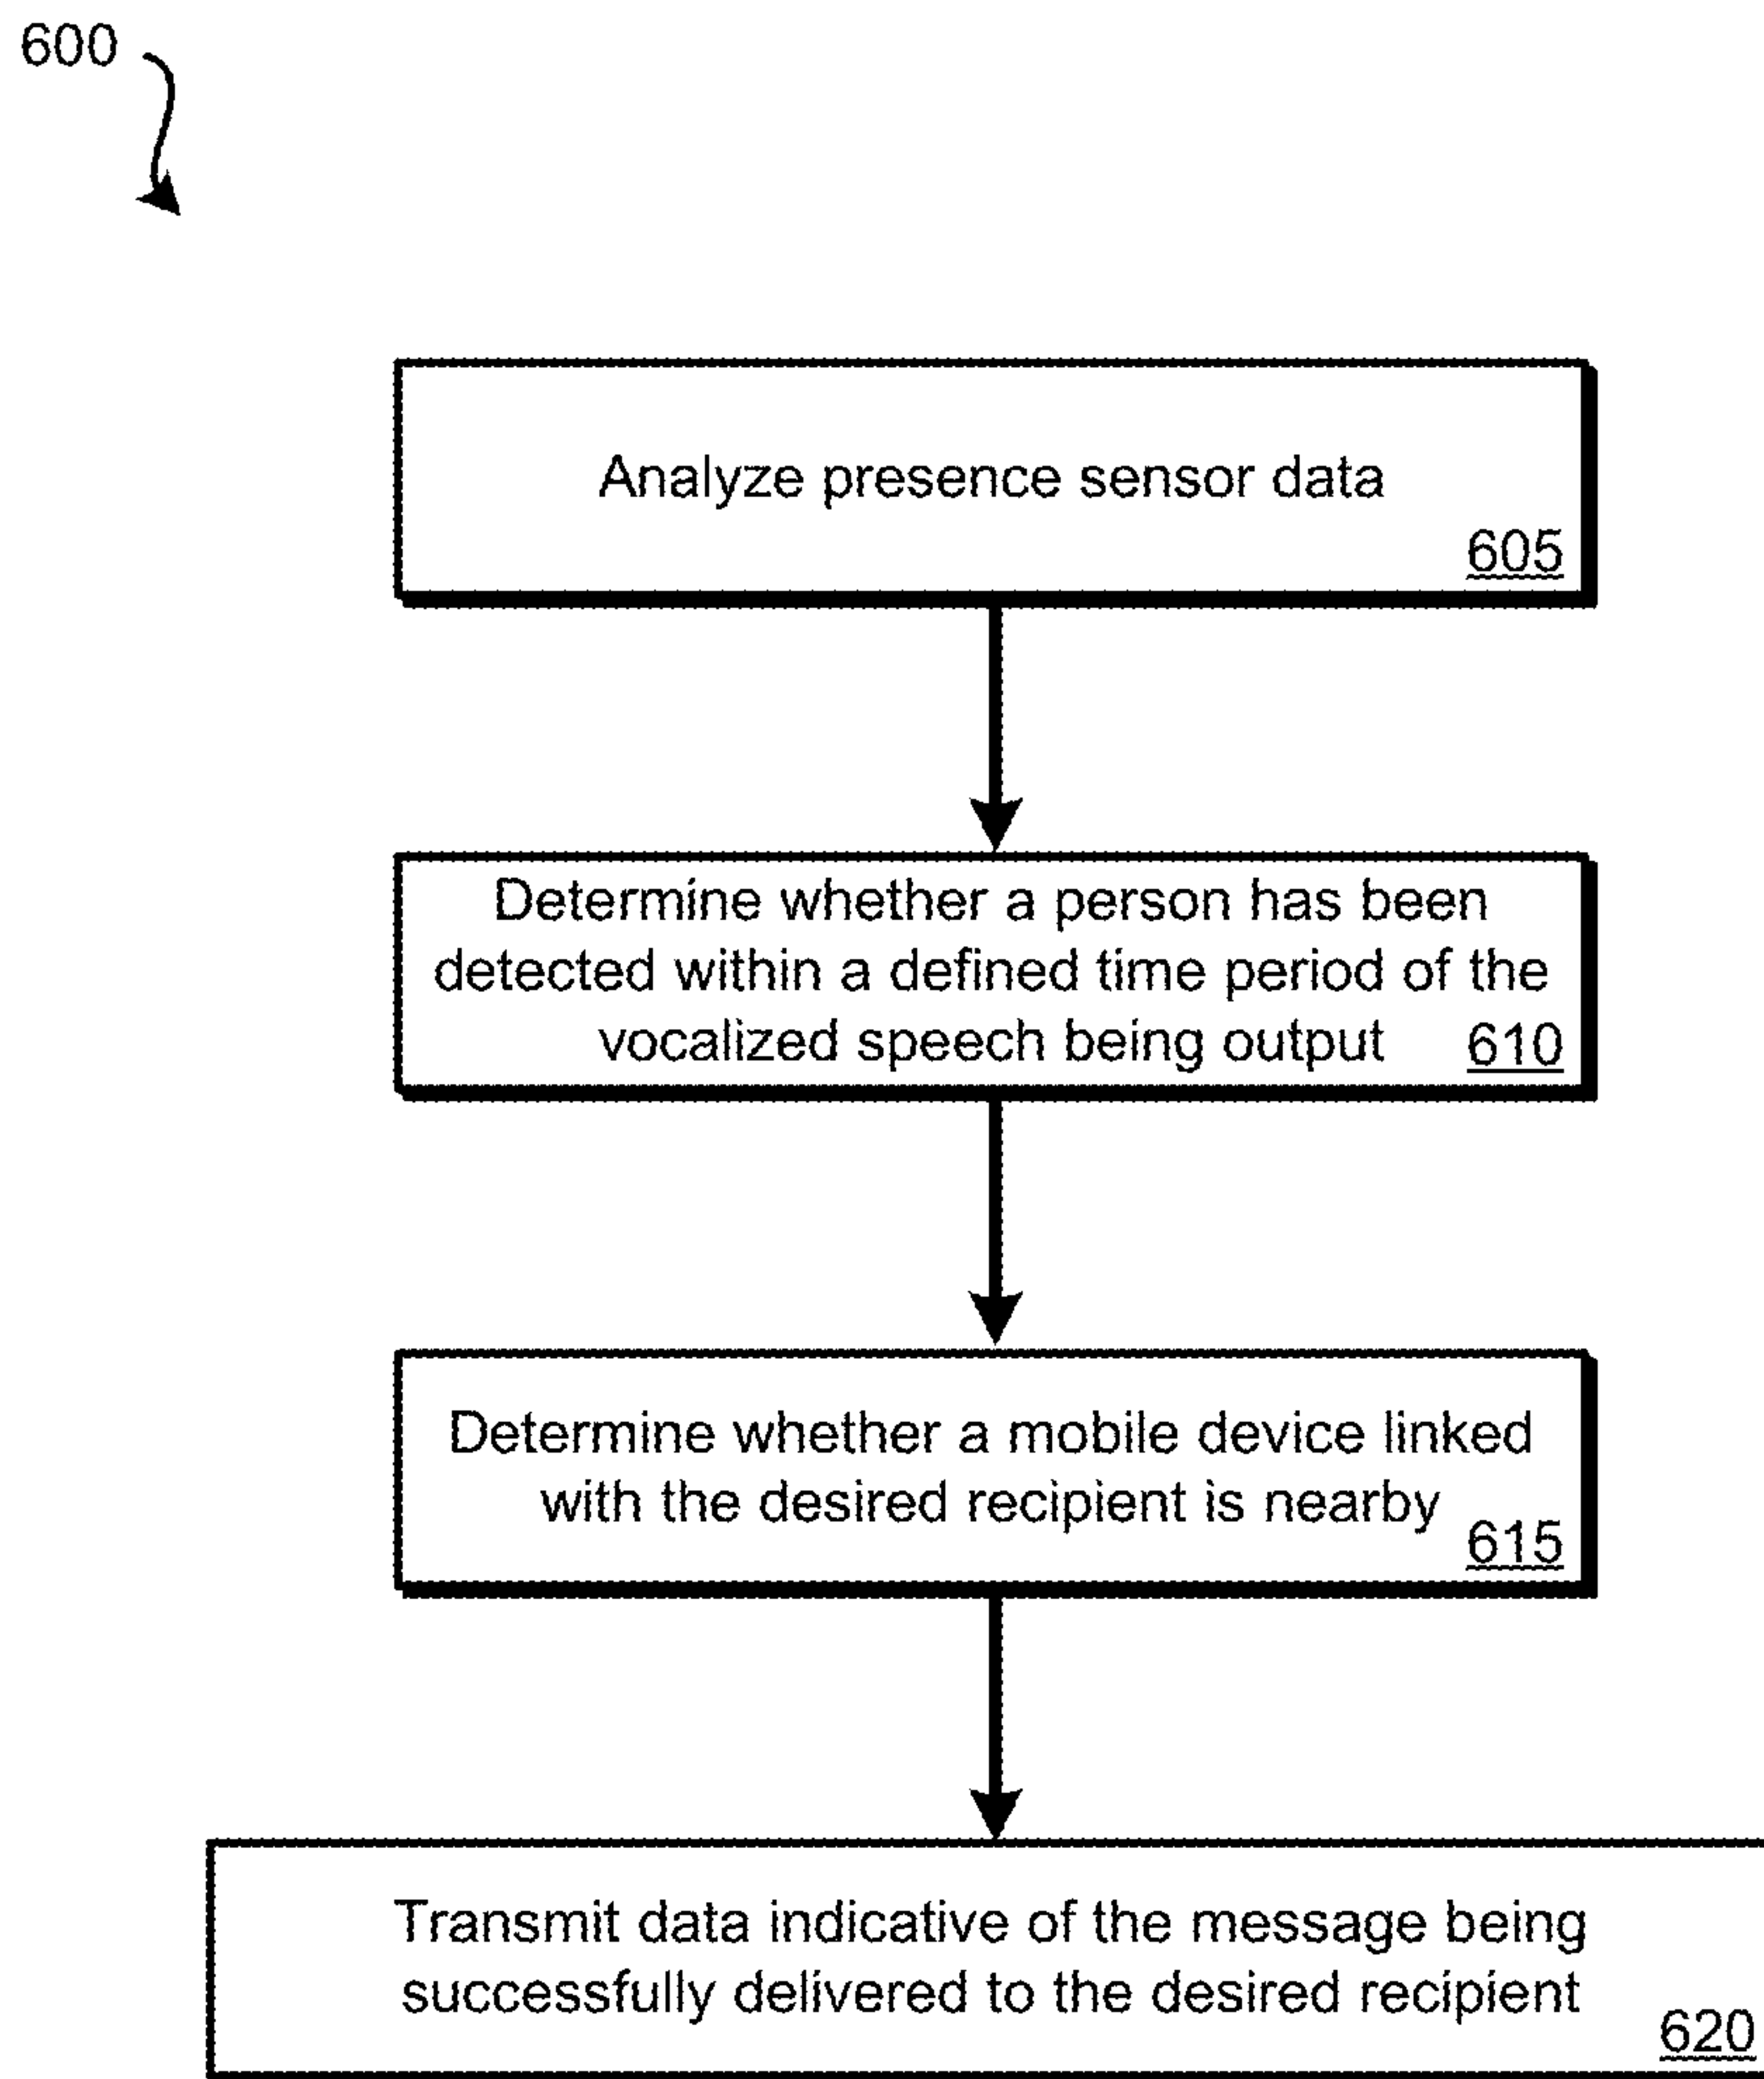 600
Analyze presence sensor data
605
Determine whether a person has been
detected within a defined time period of the
vocalized speech being output
610
Determine whether a mobile device linked
with the desired recipient is nearby
615
Transmit data indicative of the message being
successfully delivered to the desired recipient
620